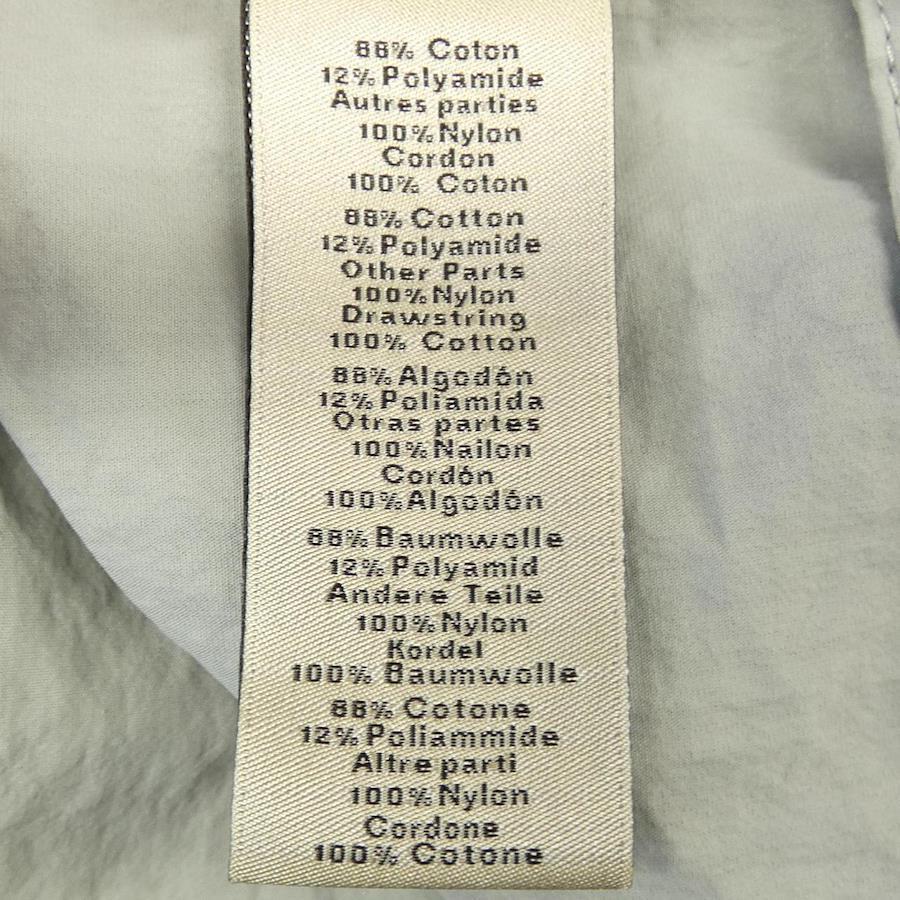 88% Coton
12% Polyamide
Autres parties
100% Nylon
Cordon
100% Coton
88% Cotton
12% Polyamide
Other Parts
100% Nylon
Drawstring
100% Cotton
88% Algodón
12% Poliamida
Otras partes
100% Nailon
Cordón
100% Algodón
88% Baumwolle
12% Polyamid
Andere Teile
100% Nylon
Kordel
100% Baumwolle
88% Cotone
12% Poliammide
Altre parti
100% Nylon
Cordone
100% Cotone